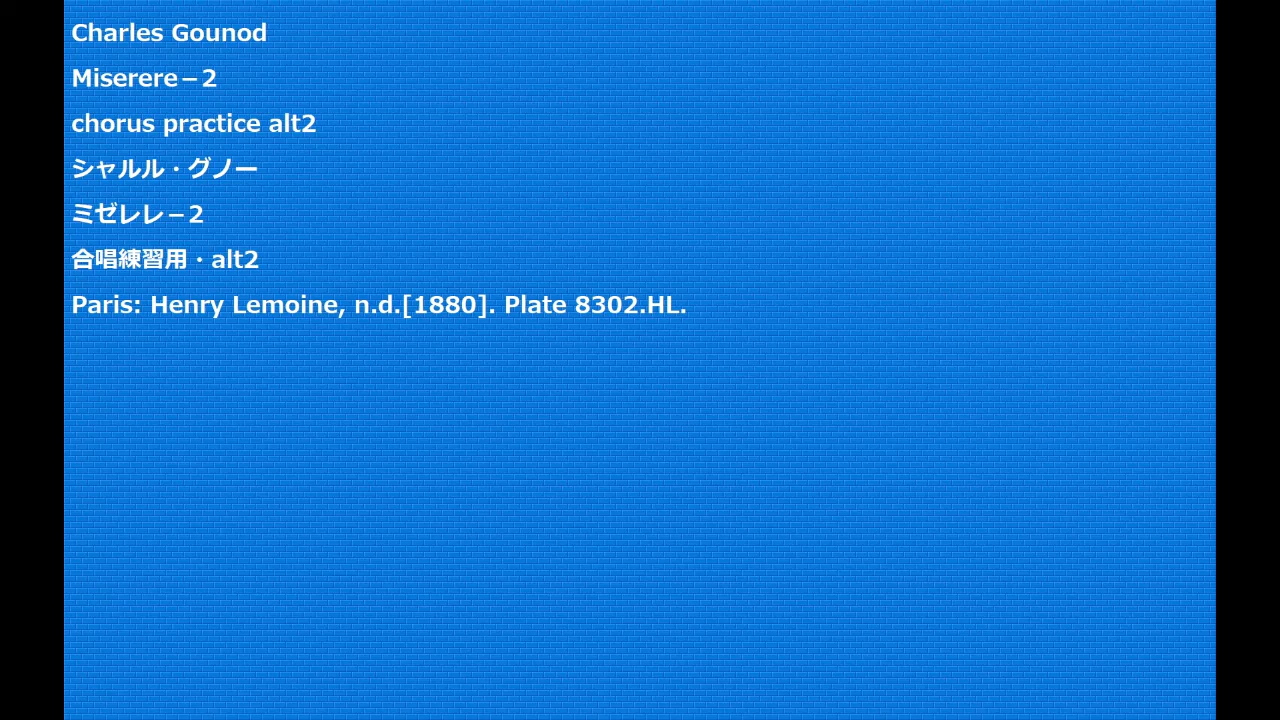 Charles Gounod
Miserere－2
chorus practice alt2
シャルル・グノー
ミゼレレ－2
合唱練習用・alt2
Paris: Henry Lemoine, n.d.[1880]. Plate 8302.HL.